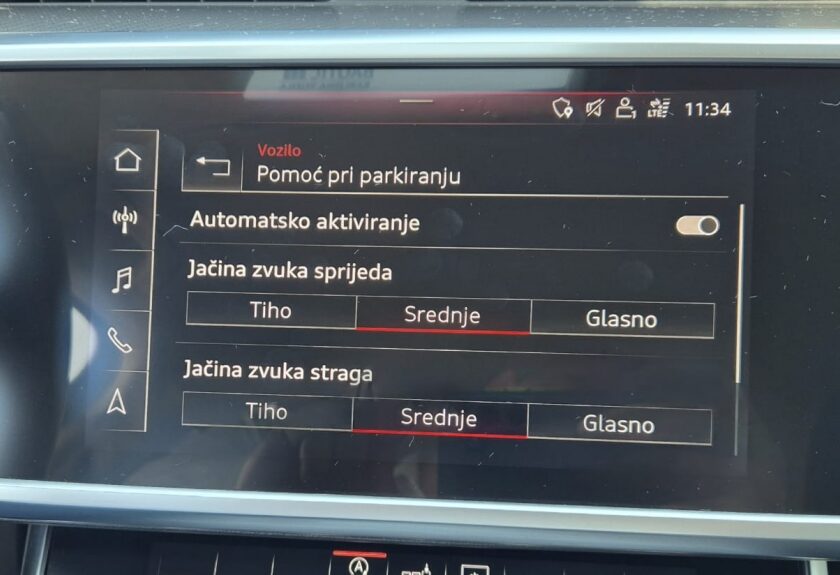 LTE 11:34
Vozilo
Pomoć pri parkiranju
Automatsko aktiviranje
Jačina zvuka sprijeda
Tiho Srednje Glasno
Jačina zvuka straga
Tiho Srednje Glasno
A